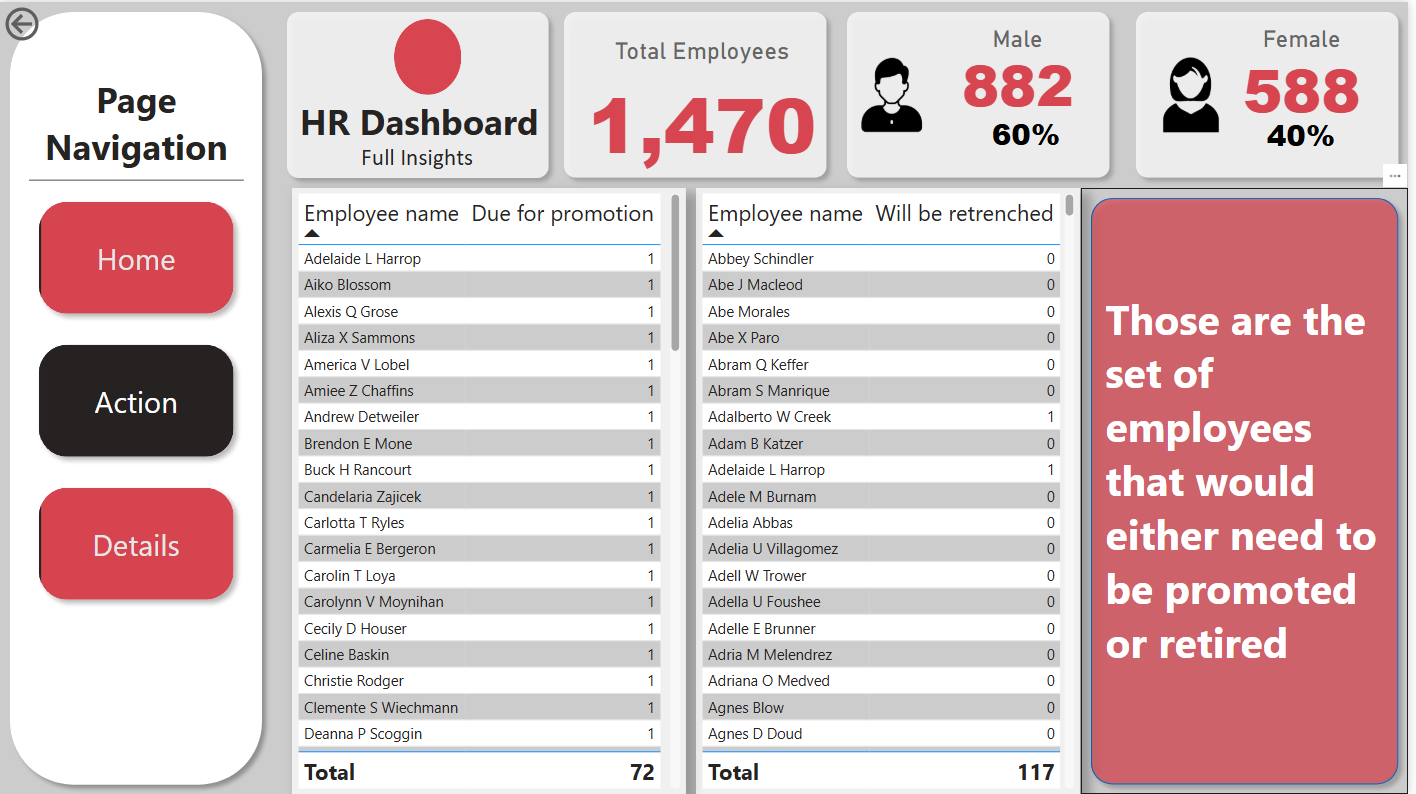 Page
Navigation
Home
Action
Details
HR Dashboard
Full Insights
Total Employees
1,470
Male
882
60%
Female
588
40%
Employee name Due for promotion
Adelaide L Harrop 1
Aiko Blossom 1
Alexis Q Grose 1
Aliza X Sammons 1
America V Lobel 1
Amiee Z Chaffins 1
Andrew Detweiler 1
Brendon E Mone 1
Buck H Rancourt 1
Candelaria Zajicek 1
Carlotta T Ryles 1
Carmelia E Bergeron 1
Carolin T Loya 1
Carolynn V Moynihan 1
Cecily D Houser 1
Celine Baskin 1
Christie Rodger 1
Clemente S Wiechmann 1
Deanna P Scoggin 1
Total 72
Employee name Will be retrenched
Abbey Schindler 0
Abe J Macleod 0
Abe Morales 0
Abe X Paro 0
Abram Q Keffer 0
Abram S Manrique 0
Adalberto W Creek 1
Adam B Katzer 0
Adelaide L Harrop 1
Adele M Burnam 0
Adelia Abbas 0
Adelia U Villagomez 0
Adell W Trower 0
Adella U Foushee 0
Adelle E Brunner 0
Adria M Melendrez 0
Adriana O Medved 0
Agnes Blow 0
Agnes D Doud 0
Total 117
Those are the
set of
employees
that would
either need to
be promoted
or retired